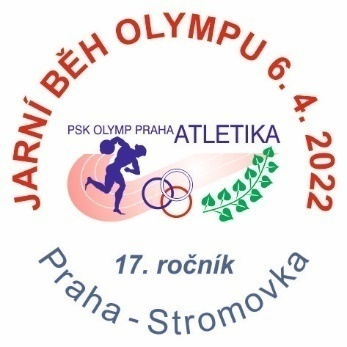 JARNÍ BĚH OLYMPU 6. 4. 2022
PSK OLYMP PRAHA ATLETIKA
17. ročník
Praha - Stromovka